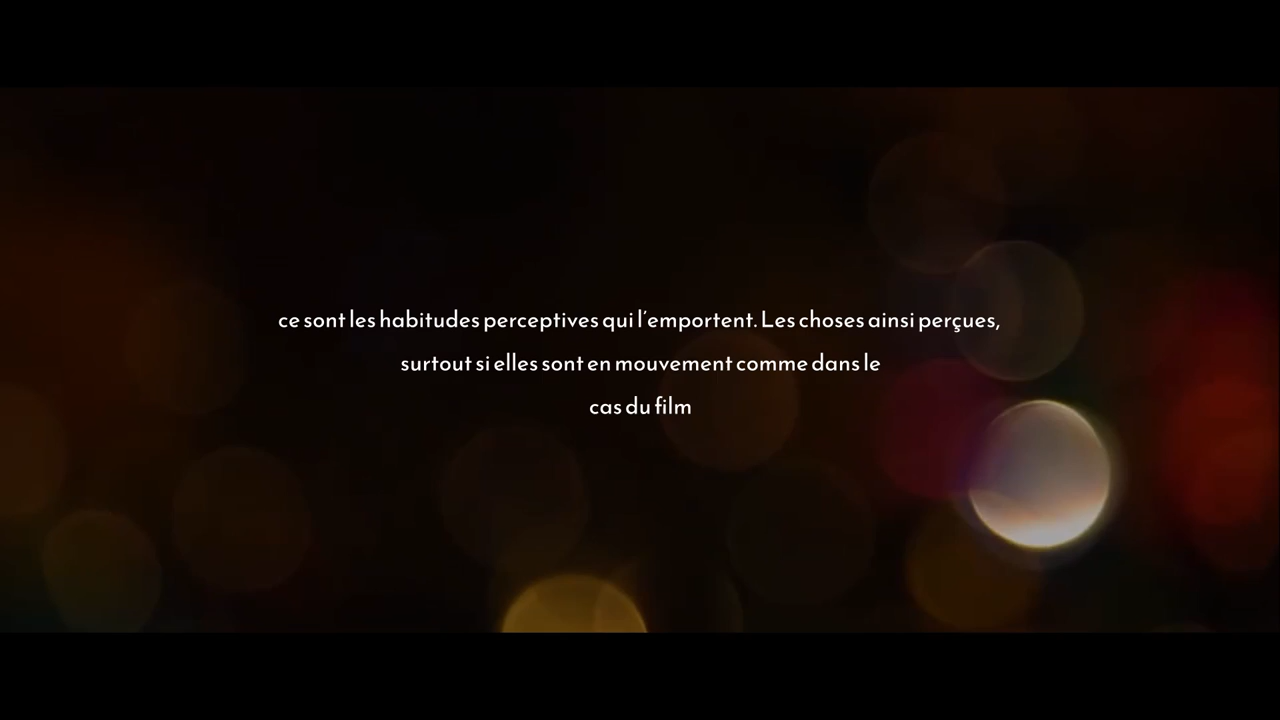 ce sont les habitudes perceptives qui l'emportent. Les choses ainsi perçues,
surtout si elles sont en mouvement comme dans le
cas du film